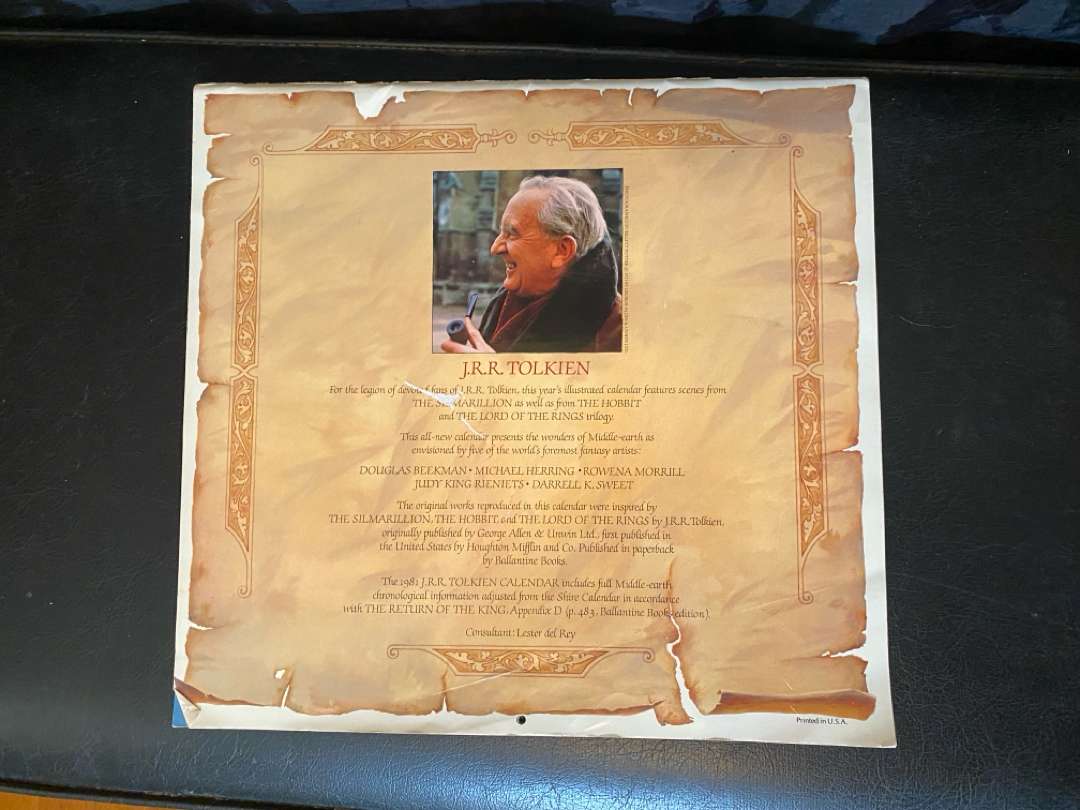 J.R.R. TOLKIEN
For the legion of devoted fans of J.R.R. Tolkien, this year's illustrated calendar features scenes from
THE SILMARILLION as well as from THE HOBBIT
and THE LORD OF THE RINGS trilogy.
This all-new calendar presents the wonders of Middle-earth as
envisioned by five of the world's foremost fantasy artists:
DOUGLAS BEEKMAN • MICHAEL HERRING • ROWENA MORRILL
JUDY KING RIENIETS • DARRELL K. SWEET
The original works reproduced in this calendar were inspired by
THE SILMARILLION, THE HOBBIT, and THE LORD OF THE RINGS by J.R.R. Tolkien,
originally published by George Allen & Unwin Ltd., first published in
the United States by Houghton Mifflin and Co. Published in paperback
by Ballantine Books.
The 1981 J.R.R. TOLKIEN CALENDAR includes full Middle-earth
chronological information adjusted from the Shire Calendar in accordance
with THE RETURN OF THE KING, Appendix D (p. 483, Ballantine Books edition).
Consultant: Lester del Rey
Printed in U.S.A.